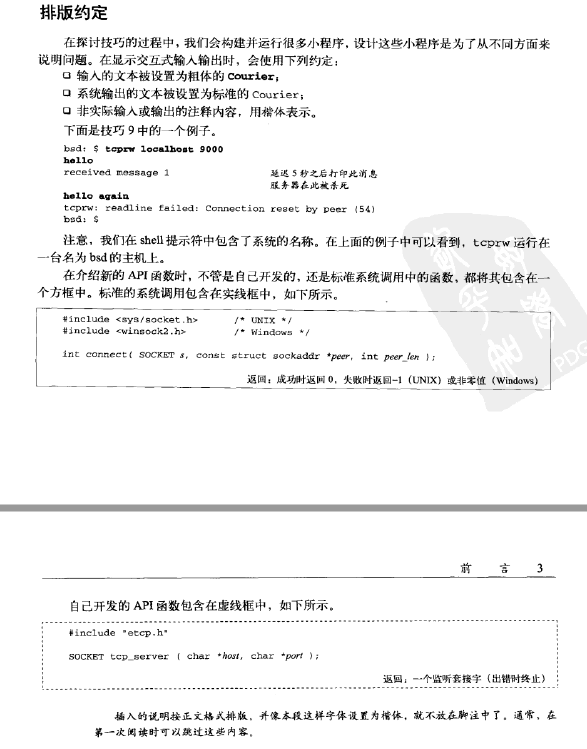 排版约定
在探讨技巧的过程中，我们会构建并运行很多小程序，设计这些小程序是为了从不同方面来
说明问题。在显示交互式输入输出时，会使用下列约定：
❑ 输入的文本被设置为粗体的 Courier；
❑ 系统输出的文本被设置为标准的 Courier；
❑ 非实际输入或输出的注释内容，用楷体表示。
下面是技巧 9 中的一个例子。
bsd: $ tcprw localhost 9000
hello
received message 1 延迟 5 秒之后打印此消息
服务器在此被杀死
hello again
tcprw: readline failed: Connection reset by peer (54)
bsd: $
注意，我们在 shell 提示符中包含了系统的名称。在上面的例子中可以看到，tcprw 运行在
一台名为 bsd 的主机上。
在介绍新的 API 函数时，不管是自己开发的，还是标准系统调用中的函数，都将其包含在一
个方框中。标准的系统调用包含在实线框中，如下所示。
#include <sys/socket.h> /* UNIX */
#include <winsock2.h> /* Windows */
int connect( SOCKET s, const struct sockaddr *peer, int peer_len );
返回：成功时返回 0，失败时返回–1（UNIX）或非零值（Windows）
PDG
前 言 3
自己开发的 API 函数包含在虚线框中，如下所示。
#include "etcp.h"
SOCKET tcp_server ( char *host, char *port );
返回：一个监听套接字（出错时终止）
插入的说明按正文格式排版，并像本段这样字体设置为楷体，就不放在脚注中了。通常，在
第一次阅读时可以跳过这些内容。